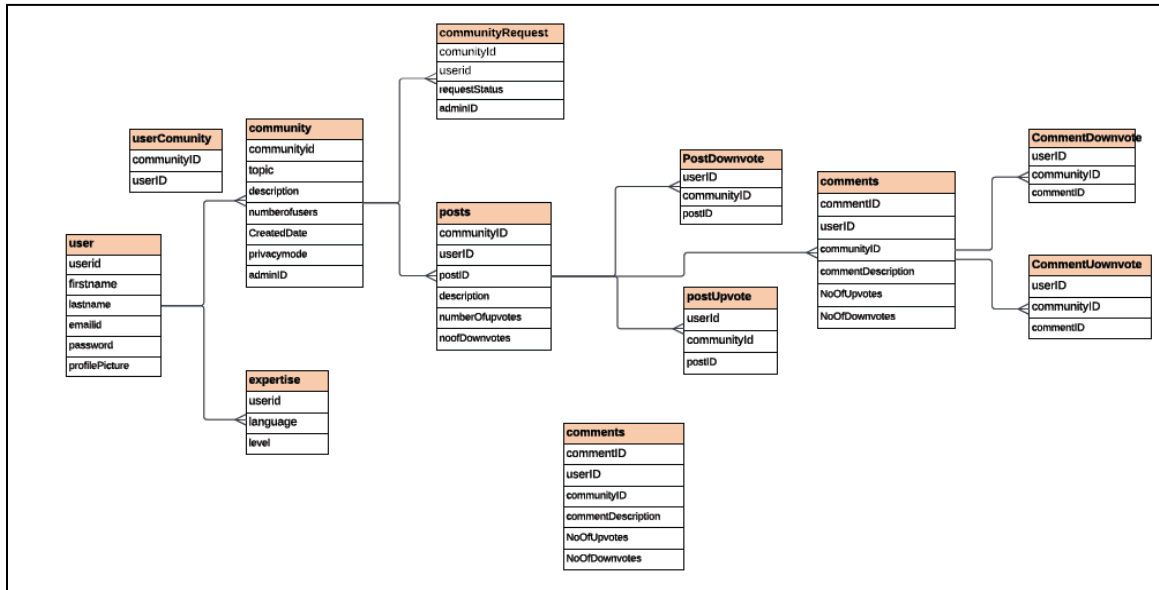 communityRequest
comunityId
userid
requestStatus
adminID
userComunity
communityID
userID
community
communityid
topic
description
numberofusers
CreatedDate
privacymode
adminID
user
userid
firstname
lastname
emailid
password
profilePicture
expertise
userid
language
level
posts
communityID
userID
postID
description
numberOfupvotes
noofDownvotes
PostDownvote
userID
communityID
postID
postUpvote
userId
communityId
postID
comments
commentID
userID
communityID
commentDescription
NoOfUpvotes
NoOfDownvotes
CommentDownvote
userID
communityID
commentID
CommentUownvote
userID
communityID
commentID
comments
commentID
userID
communityID
commentDescription
NoOfUpvotes
NoOfDownvotes